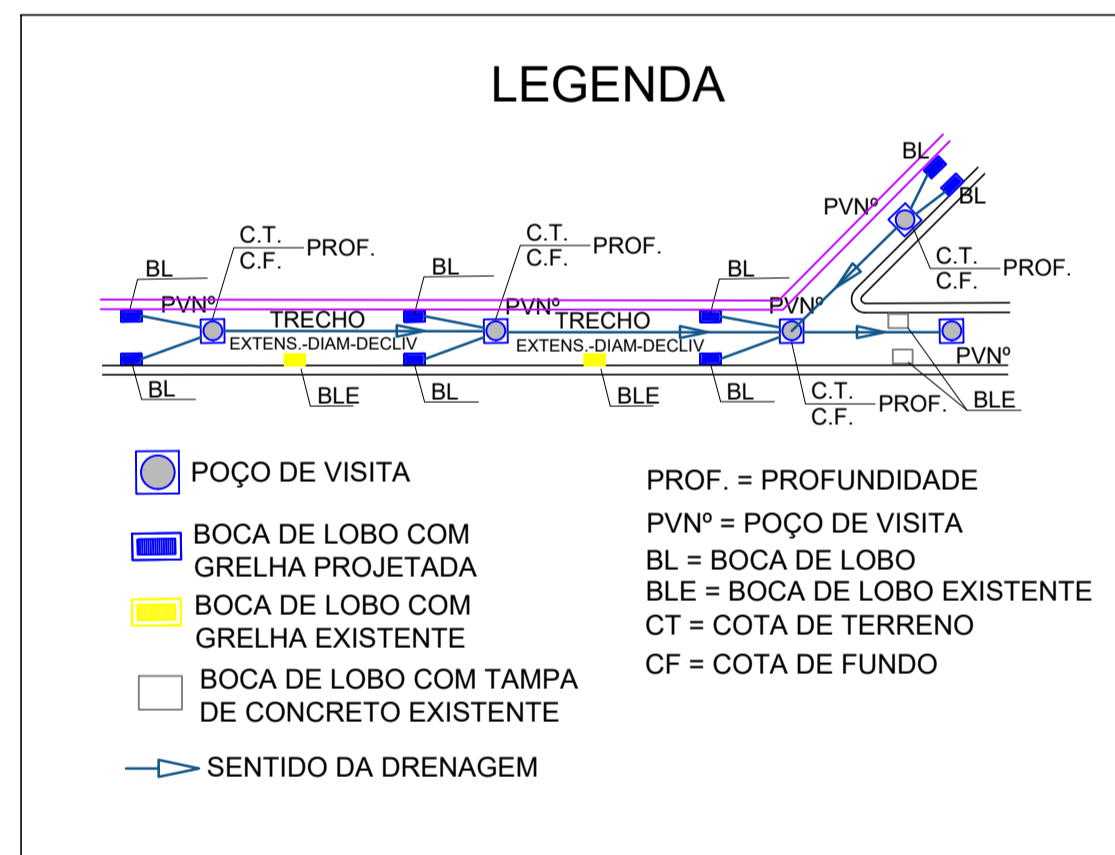 LEGENDA
BL
BL
PVNº
C.T.
C.F.
PROF.
C.T.
C.F.
PROF.
C.T.
C.F.
PROF.
BL
BL
BL
PVNº
PVNº
PVNº
TRECHO
EXTENS.-DIAM-DECLIV
TRECHO
EXTENS.-DIAM-DECLIV
PVNº
BL
BLE
BL
BLE
BL
C.T.
C.F.
PROF.
BLE
POÇO DE VISITA
BOCA DE LOBO COM
GRELHA PROJETADA
BOCA DE LOBO COM
GRELHA EXISTENTE
BOCA DE LOBO COM TAMPA
DE CONCRETO EXISTENTE
SENTIDO DA DRENAGEM
PROF. = PROFUNDIDADE
PVNº = POÇO DE VISITA
BL = BOCA DE LOBO
BLE = BOCA DE LOBO EXISTENTE
CT = COTA DE TERRENO
CF = COTA DE FUNDO